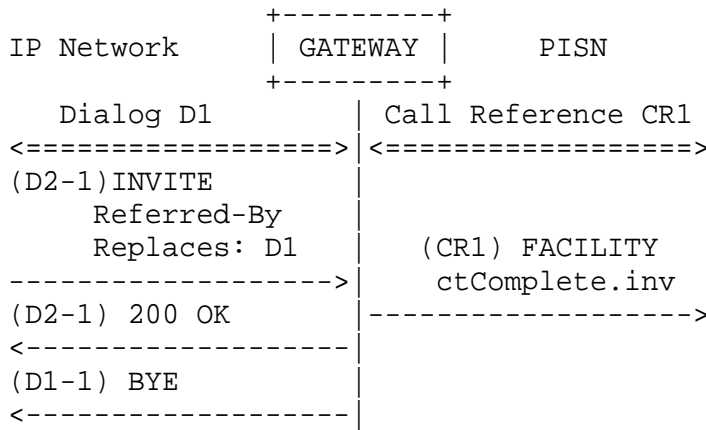 +---------+
IP Network      | GATEWAY |    PISN
                +---------+
   Dialog D1         | Call Reference CR1
<===================>|<===================>
(D2-1)INVITE         |
     Referred-By     |
     Replaces: D1    |   (CR1) FACILITY
-------------------->|    ctComplete.inv
(D2-1) 200 OK        |-------------------->
<--------------------|
(D1-1) BYE           |
<--------------------|